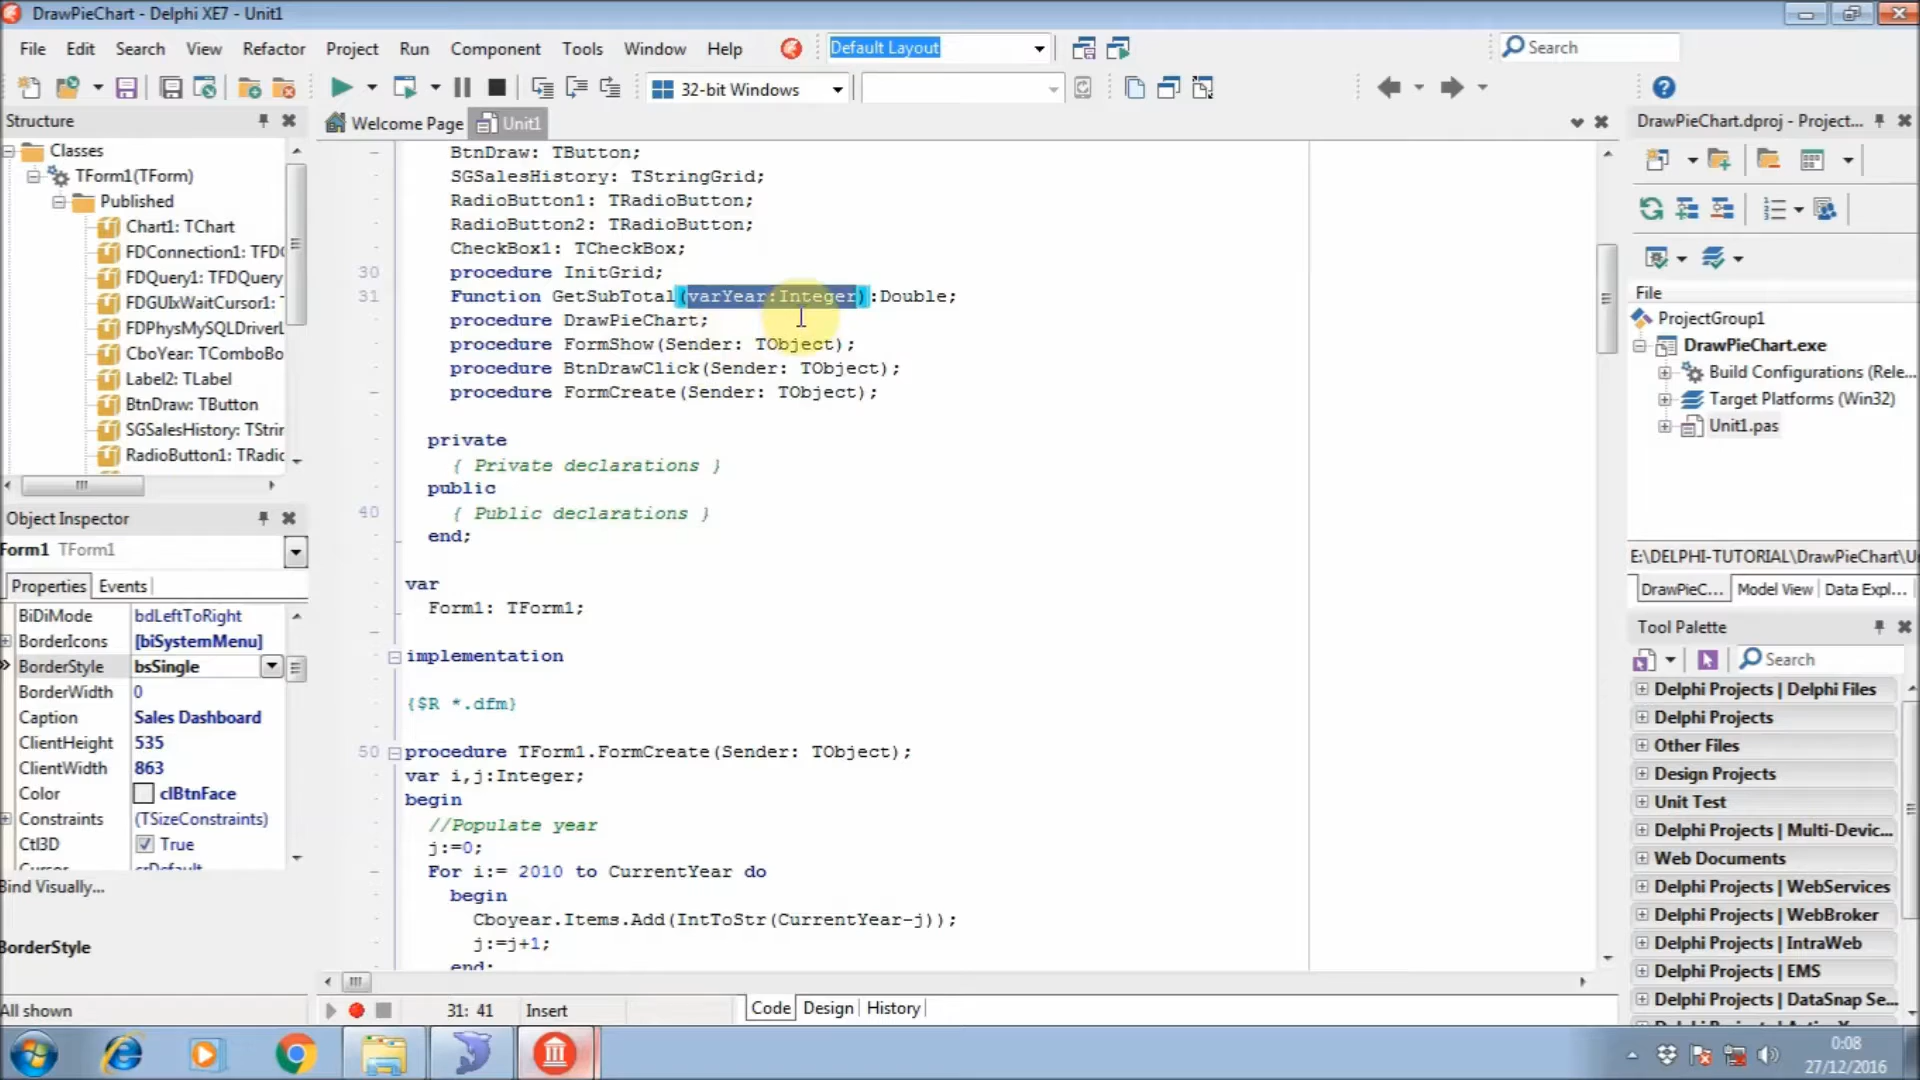 DrawPieChart - Delphi XE7 - Unit1
File Edit Search View Refactor Project Run Component Tools Window Help
Default Layout
Search
32-bit Windows
Structure
Classes
TForm1(TForm)
Published
Chart1: TChart
FDConnection1: TFD
FDQuery1: TFDQuery
FDGUIxWaitCursor1:
FDPhysMySQLDriverL
CboYear: TComboBo
Label2: TLabel
BtnDraw: TButton
SGSalesHistory: TStrin
RadioButton1: TRadio
Object Inspector
Form1 TForm1
Properties Events
BiDiMode bdLeftToRight
BorderIcons [biSystemMenu]
BorderStyle bsSingle
BorderWidth 0
Caption Sales Dashboard
ClientHeight 535
ClientWidth 863
Color clBtnFace
Constraints (TSizeConstraints)
Ctl3D True
Cursor crDefault
Bind Visually...
BorderStyle
All shown
Welcome Page Unit1
BtnDraw: TButton;
SGSalesHistory: TStringGrid;
RadioButton1: TRadioButton;
RadioButton2: TRadioButton;
CheckBox1: TCheckBox;
30 procedure InitGrid;
31 Function GetSubTotal(varYear:Integer):Double;
procedure DrawPieChart;
procedure FormShow(Sender: TObject);
procedure BtnDrawClick(Sender: TObject);
procedure FormCreate(Sender: TObject);
private
{ Private declarations }
public
40 { Public declarations }
end;
var
Form1: TForm1;
implementation
{$R *.dfm}
50 procedure TForm1.FormCreate(Sender: TObject);
var i,j:Integer;
begin
//Populate year
j:=0;
For i:= 2010 to CurrentYear do
begin
Cboyear.Items.Add(IntToStr(CurrentYear-j));
j:=j+1;
end;
31: 41 Insert
Code Design History
DrawPieChart.dproj - Project...
File
ProjectGroup1
DrawPieChart.exe
Build Configurations (Rele...
Target Platforms (Win32)
Unit1.pas
E:\DELPHI-TUTORIAL\DrawPieChart\U
DrawPieC... Model View Data Expl...
Tool Palette
Search
Delphi Projects | Delphi Files
Delphi Projects
Other Files
Design Projects
Unit Test
Delphi Projects | Multi-Devic...
Web Documents
Delphi Projects | WebServices
Delphi Projects | WebBroker
Delphi Projects | IntraWeb
Delphi Projects | EMS
Delphi Projects | DataSnap Se...
0:08
27/12/2016